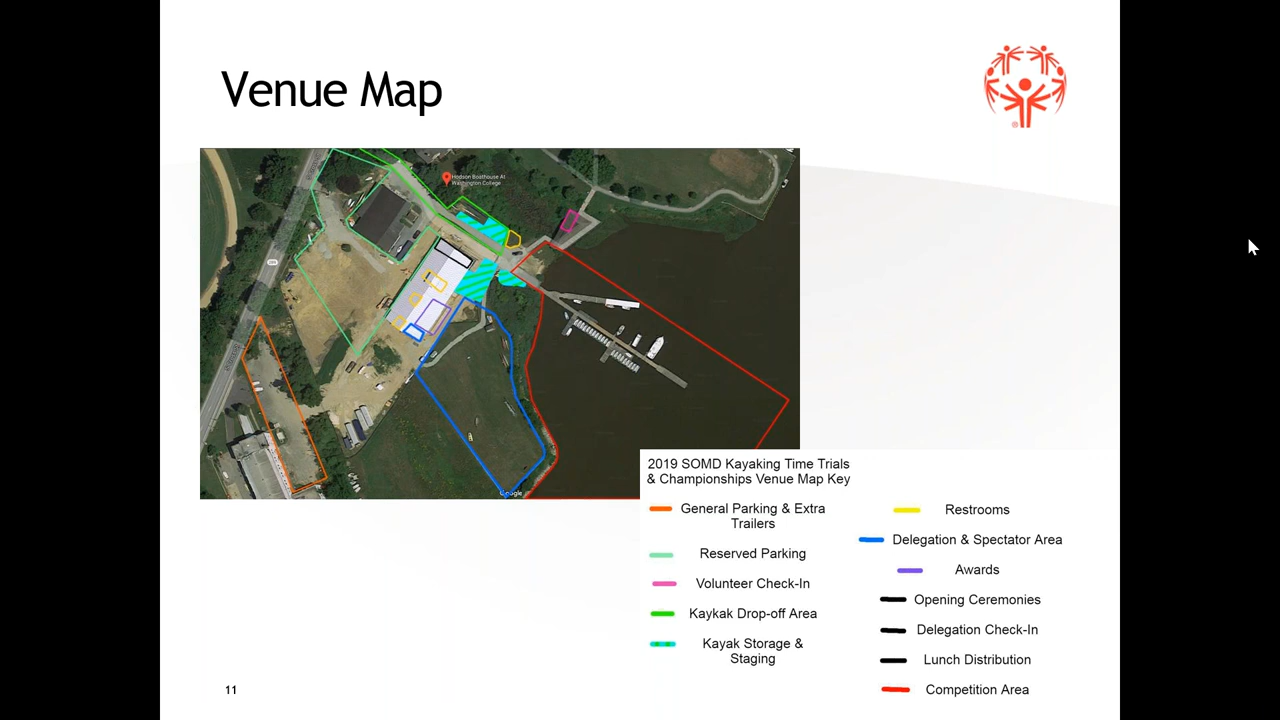 Venue Map
Hodson Boathouse At
Washington College
Google
2019 SOMD Kayaking Time Trials
& Championships Venue Map Key
General Parking & Extra
Trailers
Reserved Parking
Volunteer Check-In
Kaykak Drop-off Area
Kayak Storage &
Staging
Restrooms
Delegation & Spectator Area
Awards
Opening Ceremonies
Delegation Check-In
Lunch Distribution
Competition Area
11